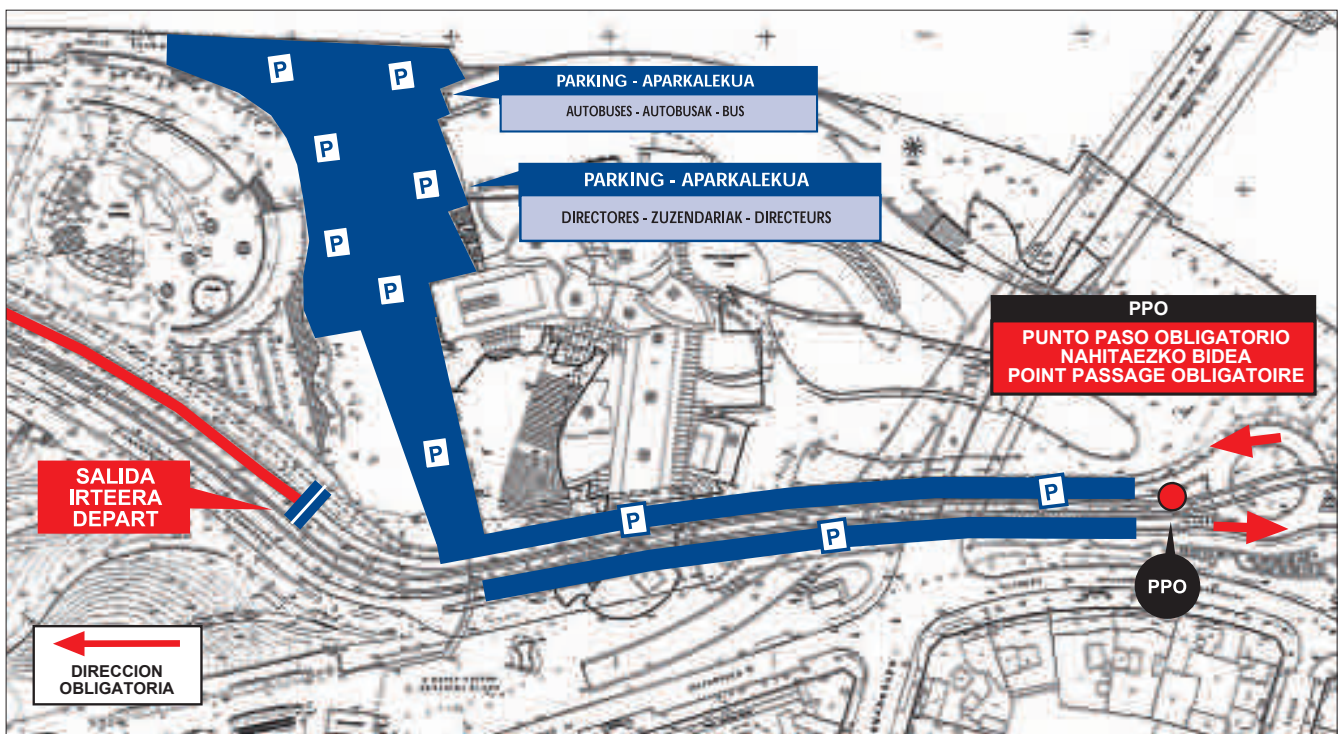 P
P
PARKING - APARKALEKUA
AUTOBUSES - AUTOBUSAK - BUS
P
P
PARKING - APARKALEKUA
DIRECTORES - ZUZENDARIAK - DIRECTEURS
P
P
PPO
PUNTO PASO OBLIGATORIO
NAHITAEZKO BIDEA
POINT PASSAGE OBLIGATOIRE
P
SALIDA
IRTEERA
DEPART
P
P
P
PPO
DIRECCION
OBLIGATORIA